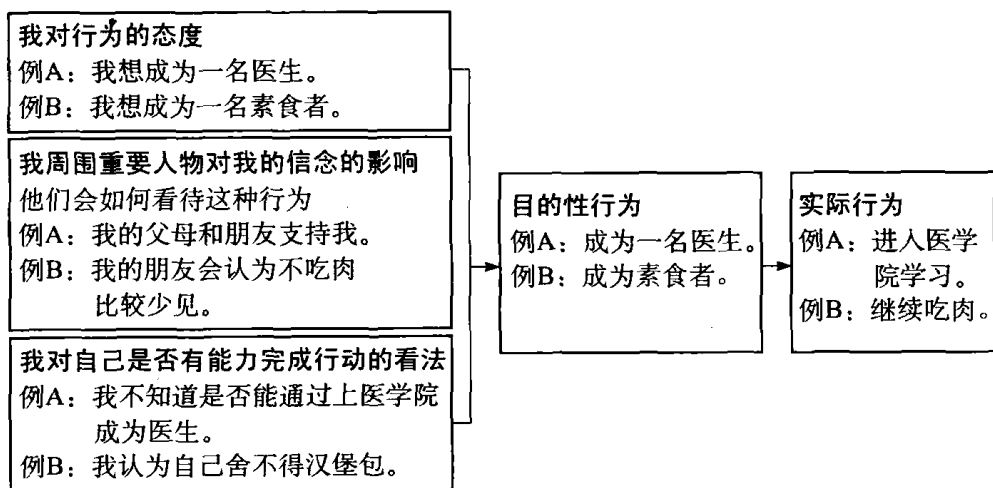 我对行为的态度
例A：我想成为一名医生。
例B：我想成为一名素食者。
我周围重要人物对我的信念的影响
他们会如何看待这种行为
例A：我的父母和朋友支持我。
例B：我的朋友会认为不吃肉
比较少见。
我对自己是否有能力完成行动的看法
例A：我不知道是否能通过上医学院
成为医生。
例B：我认为自己舍不得汉堡包。
目的性行为
例A：成为一名医生。
例B：成为素食者。
实际行为
例A：进入医学
院学习。
例B：继续吃肉。